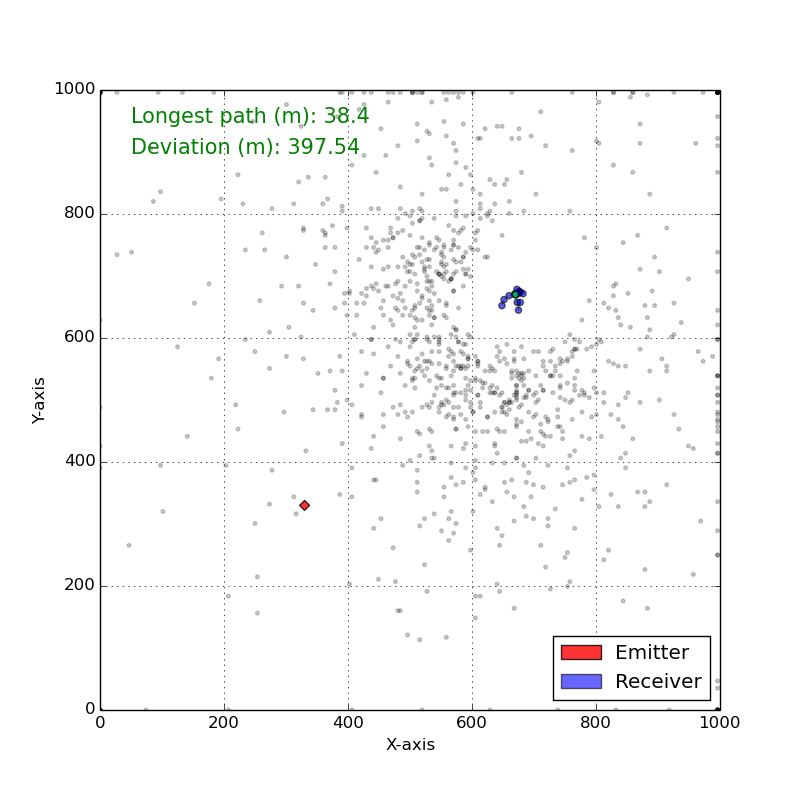 Longest path (m): 38.4
Deviation (m): 397.54
1000
800
600
400
200
0
Y-axis
0 200 400 600 800 1000
X-axis
Emitter
Receiver